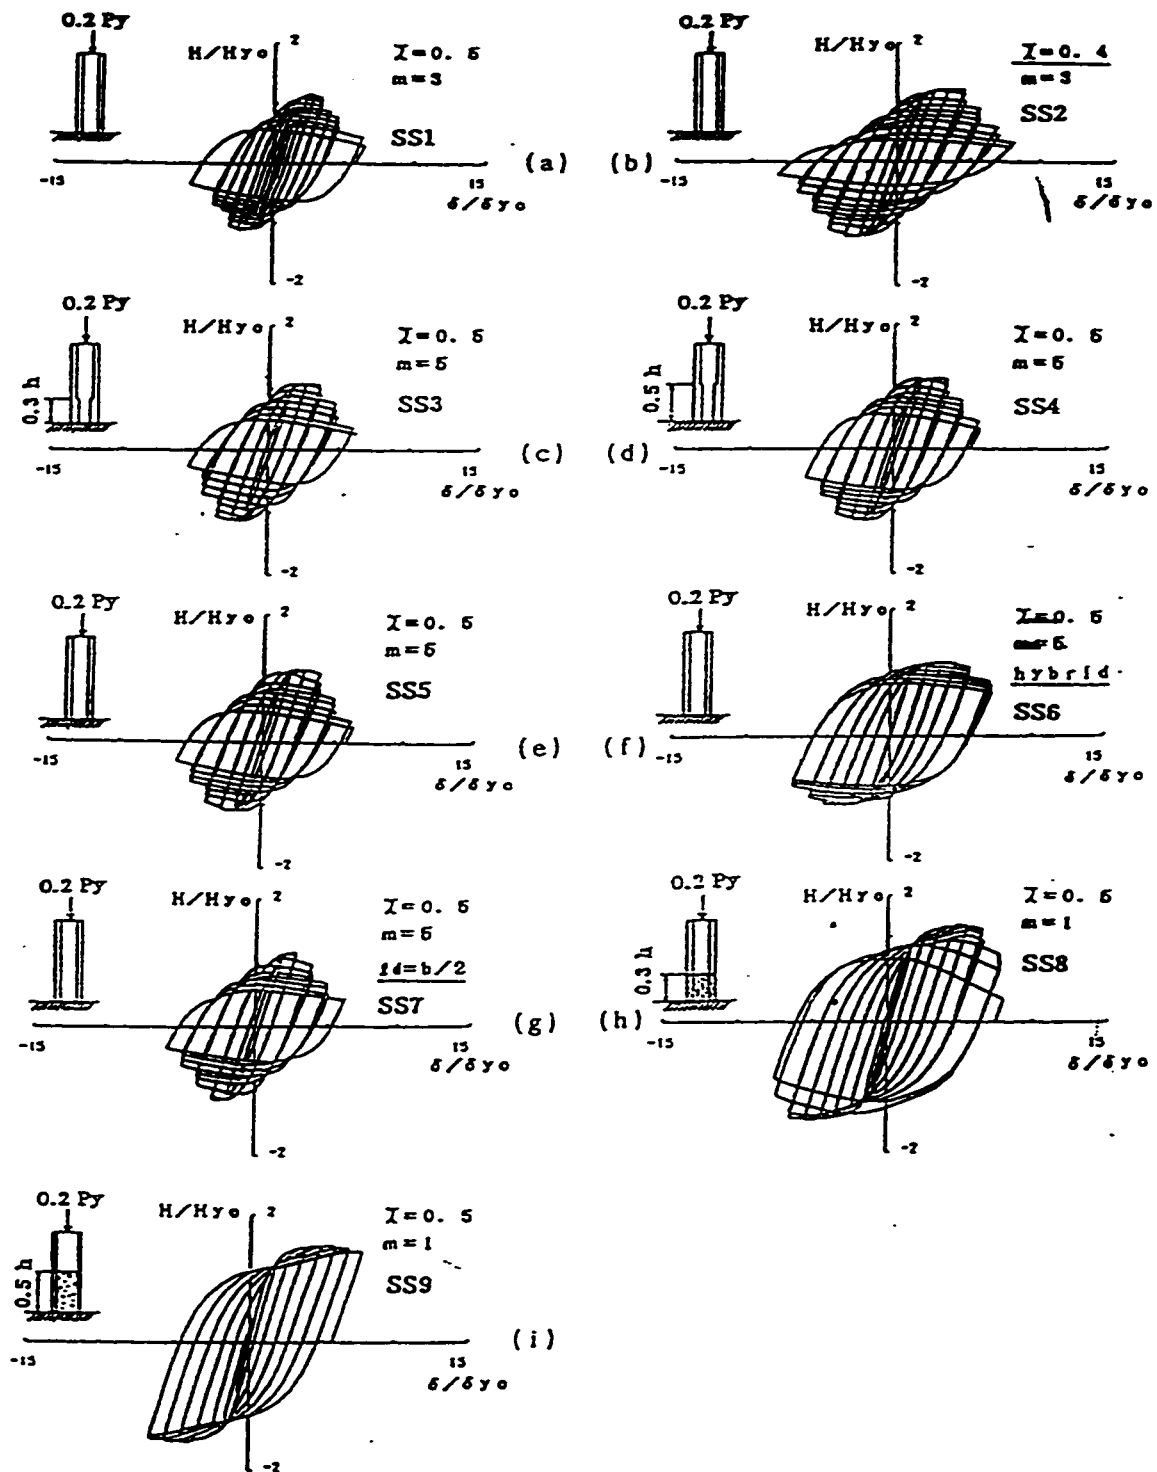 0.2 Py
H/Hyo 2
λ̄=0.5
m=3
SS1
-15
15
δ/δyo
-2
(a)
0.2 Py
H/Hyo 2
λ̄=0.4
m=3
SS2
-15
15
δ/δyo
-2
(b)
0.2 Py
H/Hyo 2
λ̄=0.5
m=5
SS3
0.3 h
-15
15
δ/δyo
-2
(c)
0.2 Py
H/Hyo 2
λ̄=0.5
m=5
SS4
0.5 h
-15
15
δ/δyo
-2
(d)
0.2 Py
H/Hyo 2
λ̄=0.5
m=5
SS5
-15
15
δ/δyo
-2
(e)
0.2 Py
H/Hyo 2
λ̄=0.5
m=5
hybrid
SS6
-15
15
δ/δyo
-2
(f)
0.2 Py
H/Hyo 2
λ̄=0.5
m=5
ld=b/2
SS7
-15
15
δ/δyo
-2
(g)
0.2 Py
H/Hyo 2
λ̄=0.5
m=1
SS8
0.3 h
-15
15
δ/δyo
-2
(h)
0.2 Py
H/Hyo 2
λ̄=0.5
m=1
SS9
0.5 h
-15
15
δ/δyo
-2
(i)